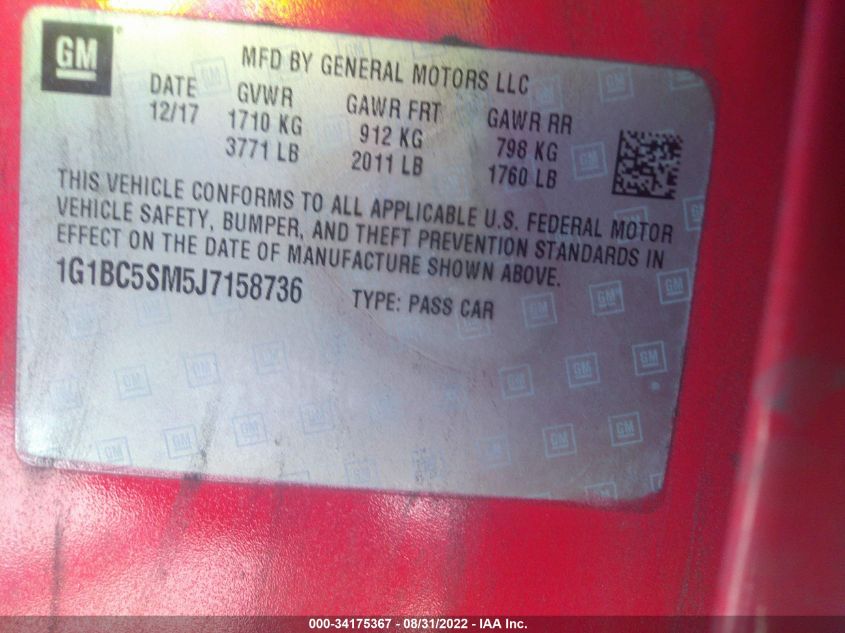 GM
MFD BY GENERAL MOTORS LLC
DATE GVWR GAWR FRT GAWR RR
12/17 1710 KG 912 KG 798 KG
3771 LB 2011 LB 1760 LB
THIS VEHICLE CONFORMS TO ALL APPLICABLE U.S. FEDERAL MOTOR
VEHICLE SAFETY, BUMPER, AND THEFT PREVENTION STANDARDS IN
EFFECT ON THE DATE OF MANUFACTURE SHOWN ABOVE.
1G1BC5SM5J7158736 TYPE: PASS CAR
000-34175367 - 08/31/2022 - IAA Inc.